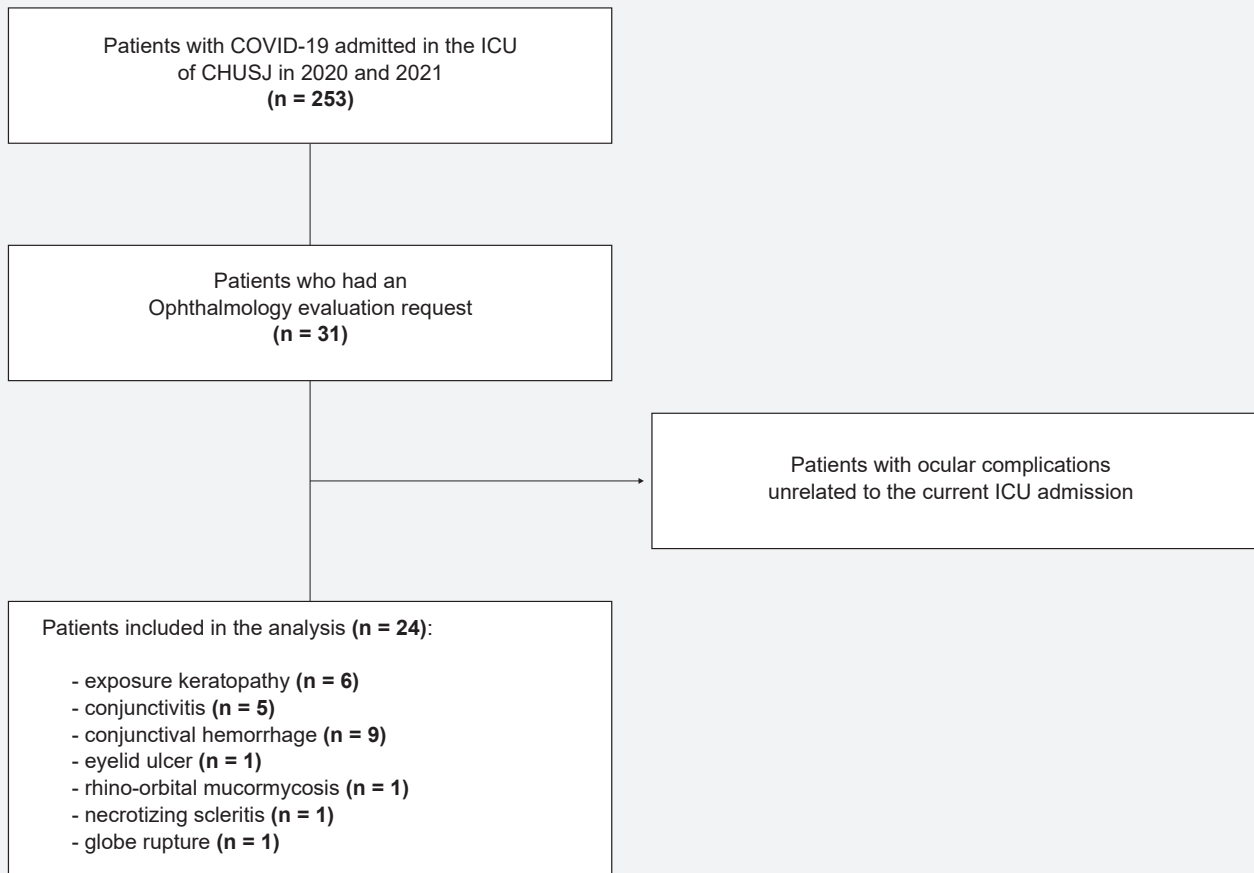 Patients with COVID-19 admitted in the ICU
of CHUSJ in 2020 and 2021
(n = 253)
Patients who had an
Ophthalmology evaluation request
(n = 31)
Patients with ocular complications
unrelated to the current ICU admission
Patients included in the analysis (n = 24):
- exposure keratopathy (n = 6)
- conjunctivitis (n = 5)
- conjunctival hemorrhage (n = 9)
- eyelid ulcer (n = 1)
- rhino-orbital mucormycosis (n = 1)
- necrotizing scleritis (n = 1)
- globe rupture (n = 1)